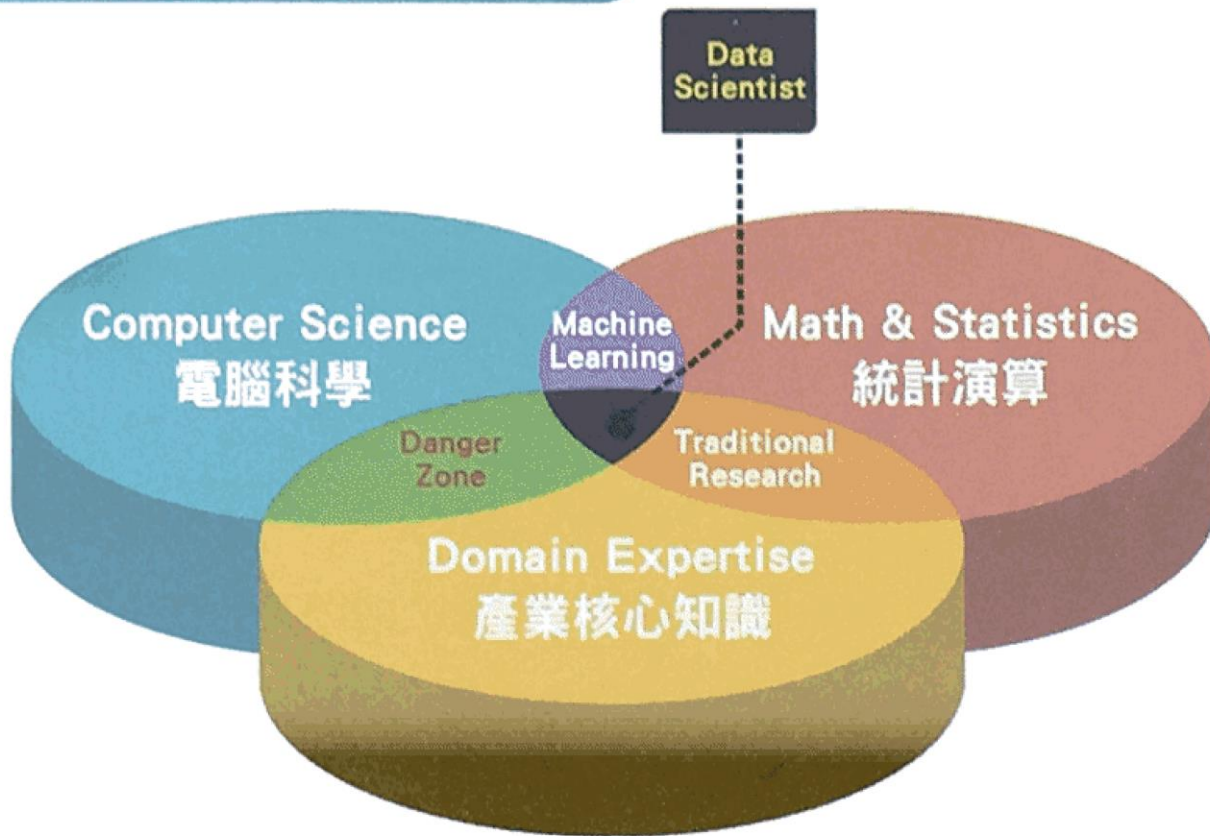 Data
Scientist
Computer Science
電腦科學
Machine
Learning
Math & Statistics
統計演算
Danger
Zone
Traditional
Research
Domain Expertise
產業核心知識